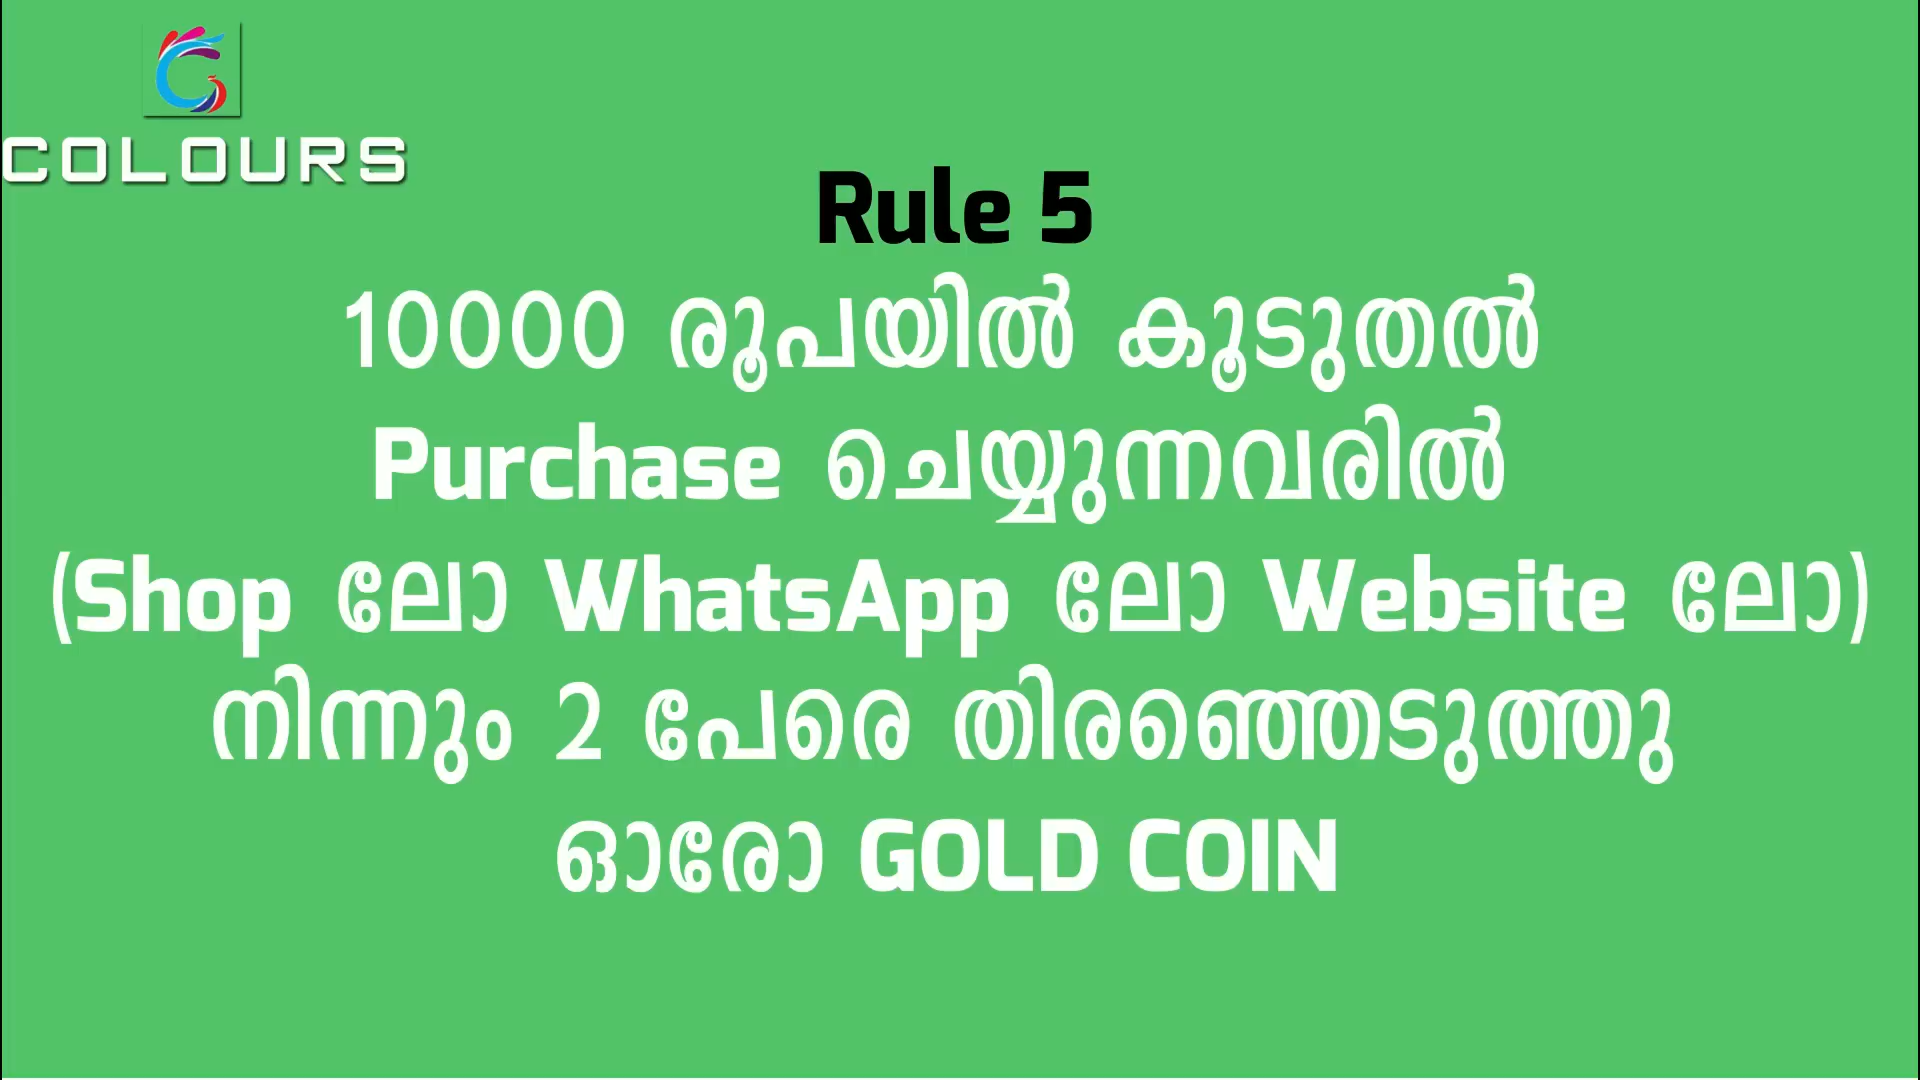 COLOURS
Rule 5
10000 രൂപയിൽ കൂടുതൽ
Purchase ചെയ്യുന്നവരിൽ
(Shop ലോ WhatsApp ലോ Website ലോ)
നിന്നും 2 പേരെ തിരഞ്ഞെടുത്തു
ഓരോ GOLD COIN